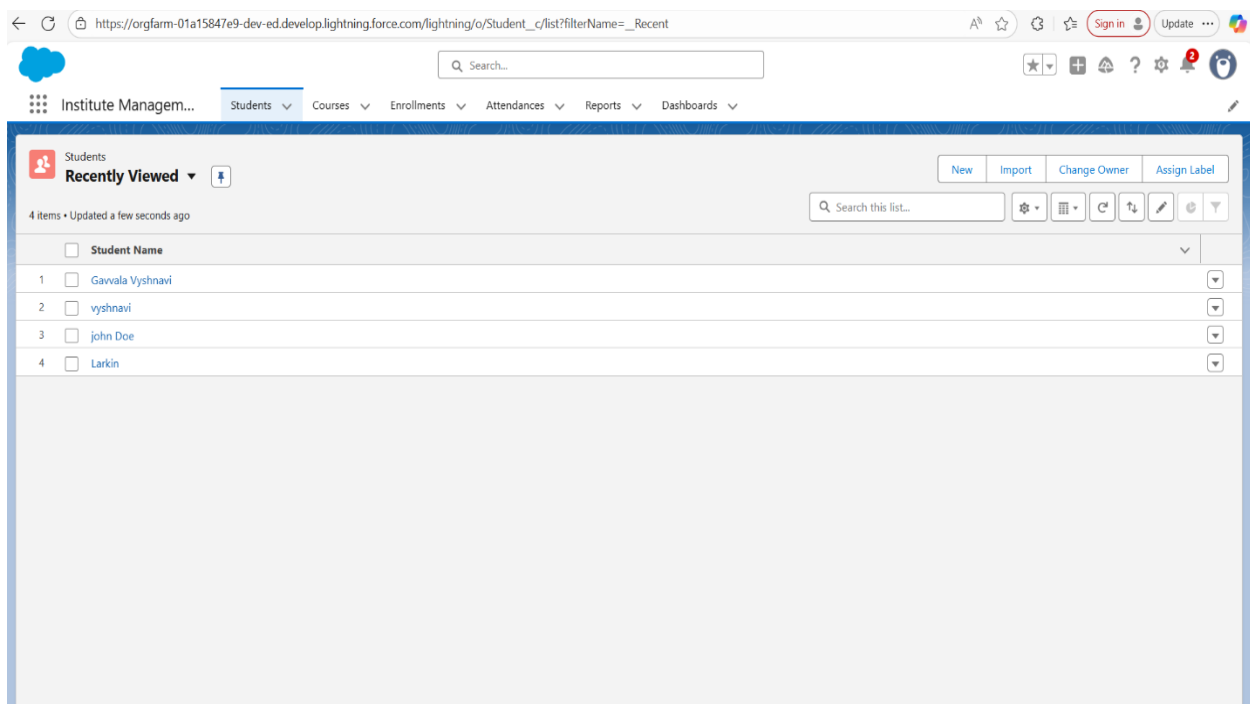 https://orgfarm-01a15847e9-dev-ed.develop.lightning.force.com/lightning/o/Student__c/list?filterName=__Recent
Sign in
Update
Search...
2
Institute Managem...
Students
Courses
Enrollments
Attendances
Reports
Dashboards
Students
Recently Viewed
New
Import
Change Owner
Assign Label
4 items • Updated a few seconds ago
Search this list...
Student Name
1 Gavvala Vyshnavi
2 vyshnavi
3 john Doe
4 Larkin